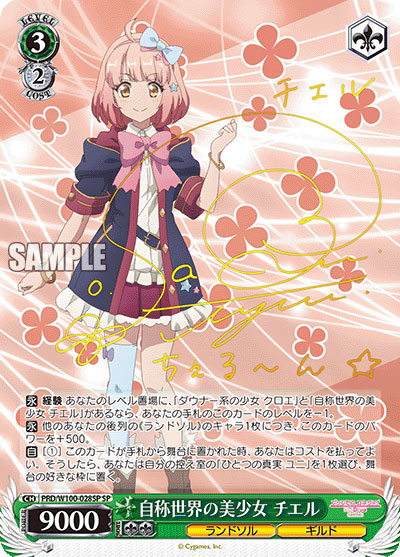 LEVEL
3
2
COST
チェル
SAMPLE
ちぇる〜ん☆
永 経験 あなたのレベル置場に、「ダウナー系の少女 クロエ」と「自称世界の美
少女 チエル」があるなら、あなたの手札のこのカードのレベルを－1。
永 他のあなたの後列の《ランドソル》のキャラ1枚につき、このカードのパ
ワーを＋500。
自 [①] このカードが手札から舞台に置かれた時、あなたはコストを払ってよ
い。そうしたら、あなたは自分の控え室の「ひとつの真実 ユニ」を1枚選び、舞
台の好きな枠に置く。
CH PRD/W100-028SP SP
自称世界の美少女 チエル
9000
ランドソル
ギルド
© Cygames, Inc.